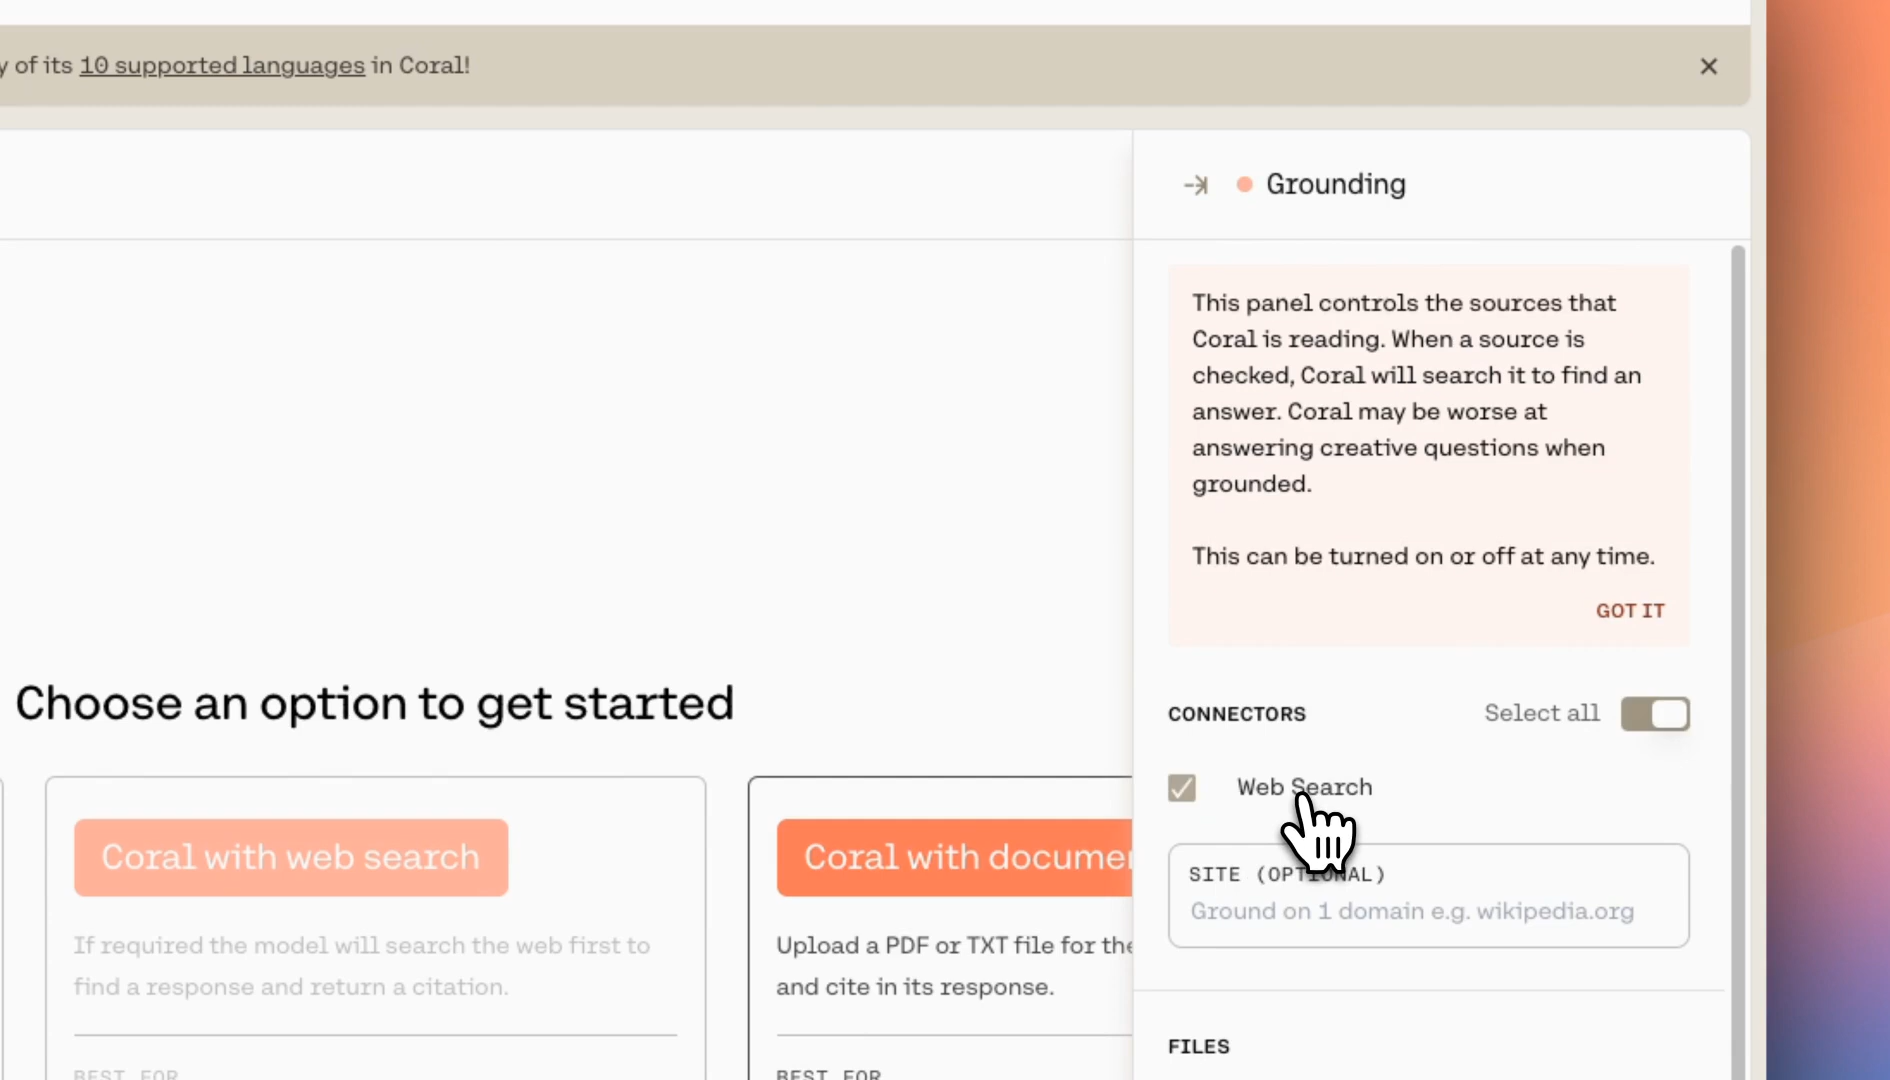 y of its 10 supported languages in Coral!
Grounding
This panel controls the sources that
Coral is reading. When a source is
checked, Coral will search it to find an
answer. Coral may be worse at
answering creative questions when
grounded.
This can be turned on or off at any time.
GOT IT
Choose an option to get started
CONNECTORS
Select all
Web Search
SITE (OPTIONAL)
Ground on 1 domain e.g. wikipedia.org
FILES
Coral with web search
If required the model will search the web first to
find a response and return a citation.
BEST FOR
Coral with documen
Upload a PDF or TXT file for the
and cite in its response.
BEST FOR